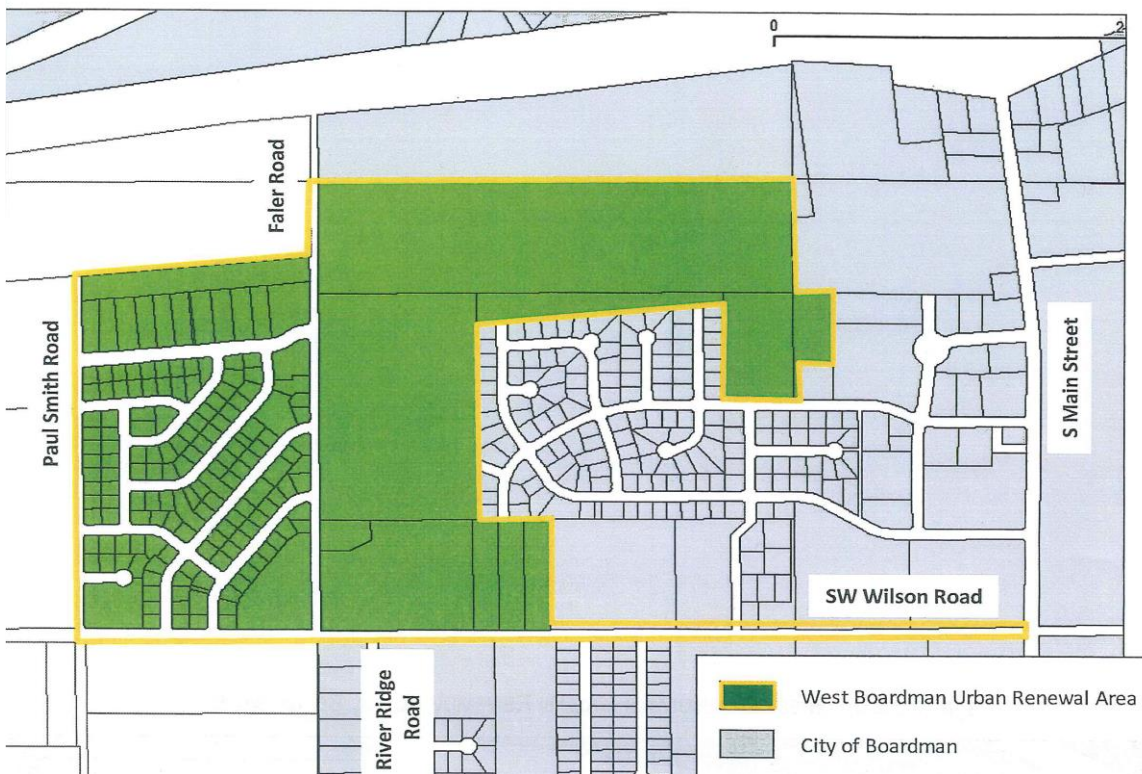 0
.2
Faler Road
Paul Smith Road
S Main Street
SW Wilson Road
River Ridge
Road
West Boardman Urban Renewal Area
City of Boardman